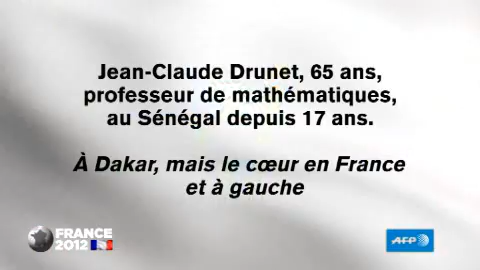 Jean-Claude Drunet, 65 ans,
professeur de mathématiques,
au Sénégal depuis 17 ans.
À Dakar, mais le cœur en France
et à gauche
FRANCE
2012
AFP